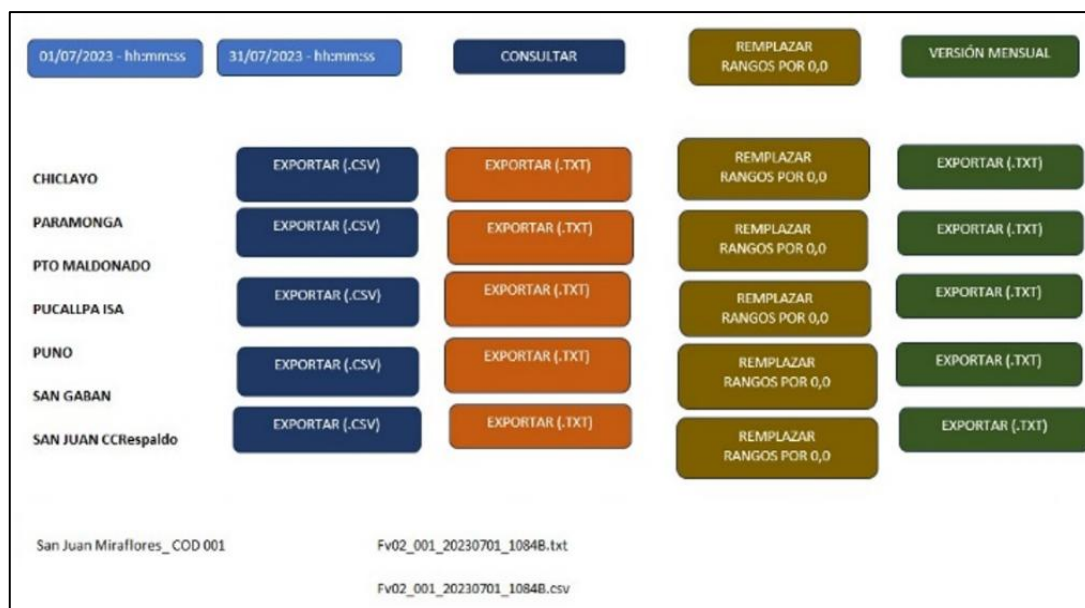 01/07/2023 - hh:mm:ss
31/07/2023 - hh:mm:ss
CONSULTAR
REMPLAZAR
RANGOS POR 0,0
VERSIÓN MENSUAL
CHICLAYO
EXPORTAR (.CSV)
EXPORTAR (.TXT)
REMPLAZAR
RANGOS POR 0,0
EXPORTAR (.TXT)
PARAMONGA
EXPORTAR (.CSV)
EXPORTAR (.TXT)
REMPLAZAR
RANGOS POR 0,0
EXPORTAR (.TXT)
PTO MALDONADO
PUCALLPA ISA
EXPORTAR (.CSV)
EXPORTAR (.TXT)
REMPLAZAR
RANGOS POR 0,0
EXPORTAR (.TXT)
PUNO
EXPORTAR (.CSV)
EXPORTAR (.TXT)
REMPLAZAR
RANGOS POR 0,0
EXPORTAR (.TXT)
SAN GABAN
SAN JUAN CCRespaldo
EXPORTAR (.CSV)
EXPORTAR (.TXT)
REMPLAZAR
RANGOS POR 0,0
EXPORTAR (.TXT)
San Juan Miraflores_ COD 001
Fv02_001_20230701_1084B.txt
Fv02_001_20230701_1084B.csv